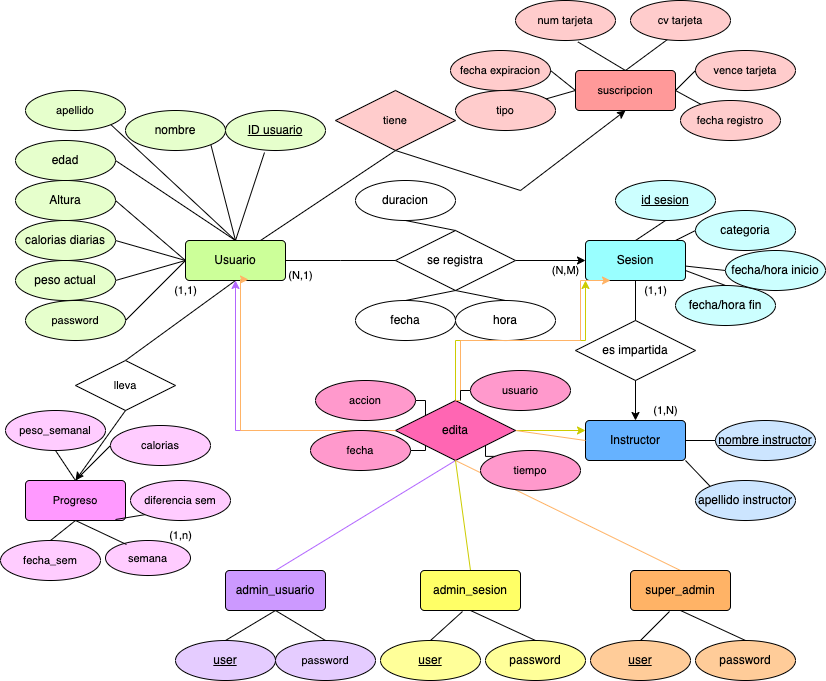 num tarjeta
cv tarjeta
fecha expiracion
vence tarjeta
suscripcion
tipo
fecha registro
tiene
apellido
nombre
ID usuario
edad
Altura
calorias diarias
peso actual
password
Usuario
(1,1)
(N,1)
duracion
se registra
fecha
hora
(N,M)
id sesion
categoria
Sesion
fecha/hora inicio
fecha/hora fin
(1,1)
es impartida
(1,N)
lleva
peso_semanal
calorias
Progreso
diferencia sem
(1,n)
fecha_sem
semana
accion
usuario
edita
fecha
tiempo
Instructor
nombre instructor
apellido instructor
admin_usuario
admin_sesion
super_admin
user
password
user
password
user
password